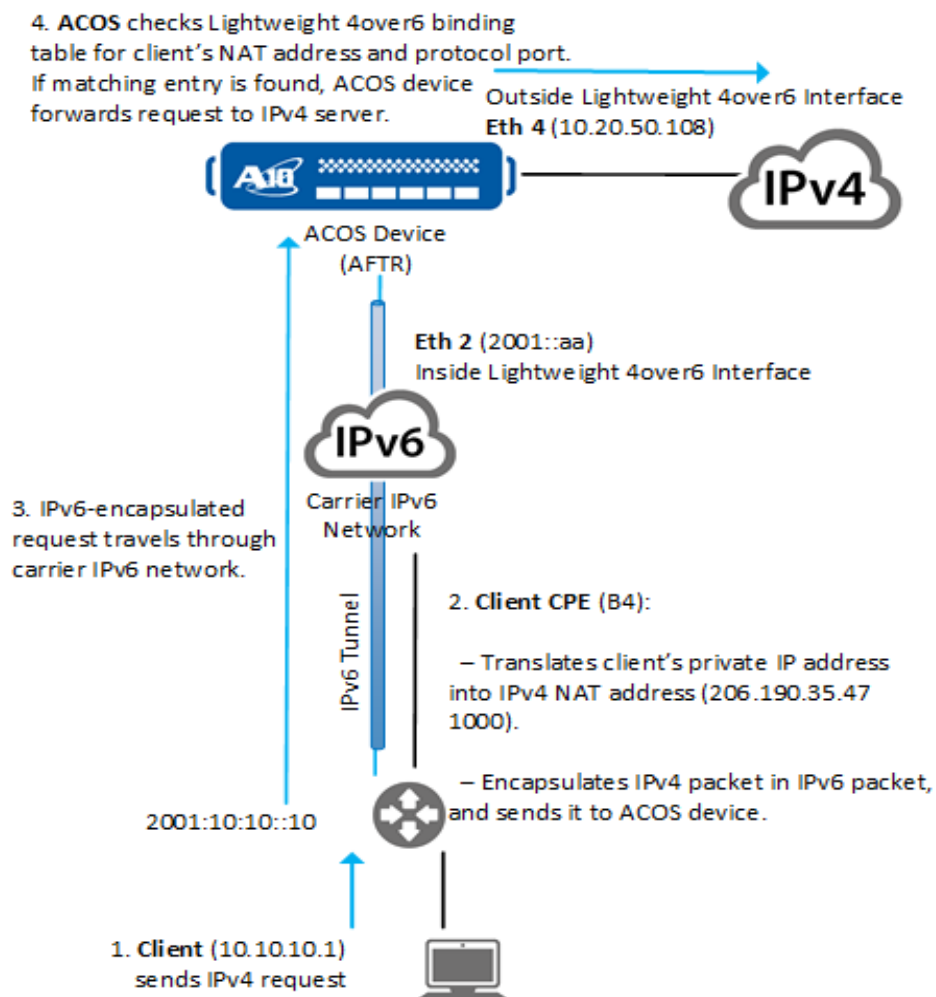 4. ACOS checks Lightweight 4over6 binding
table for client's NAT address and protocol port.
If matching entry is found, ACOS device
forwards request to IPv4 server.
Outside Lightweight 4over6 Interface
Eth 4 (10.20.50.108)
A10
IPv4
ACOS Device
(AFTR)
Eth 2 (2001::aa)
Inside Lightweight 4over6 Interface
IPv6
Carrier IPv6
Network
3. IPv6-encapsulated
request travels through
carrier IPv6 network.
IPv6 Tunnel
2. Client CPE (B4):
– Translates client's private IP address
into IPv4 NAT address (206.190.35.47
1000).
– Encapsulates IPv4 packet in IPv6 packet,
and sends it to ACOS device.
2001:10:10::10
1. Client (10.10.10.1)
sends IPv4 request